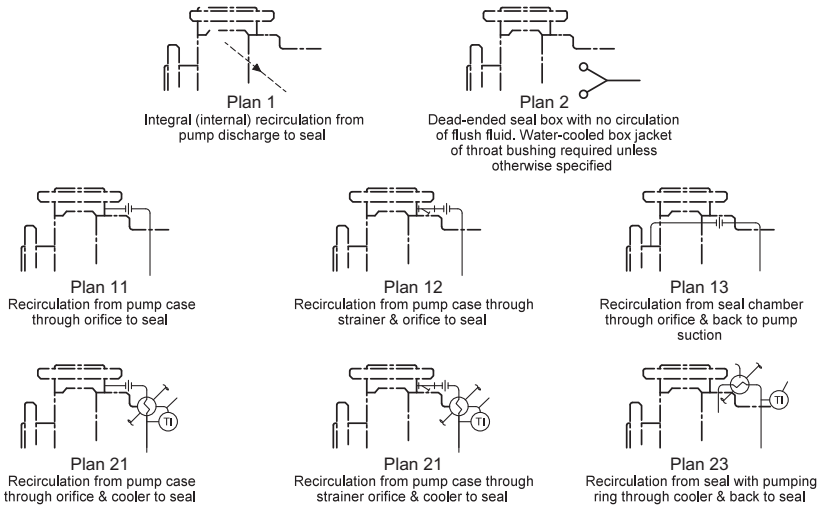 Plan 1
Integral (internal) recirculation from
pump discharge to seal
Plan 2
Dead-ended seal box with no circulation
of flush fluid. Water-cooled box jacket
of throat bushing required unless
otherwise specified
Plan 11
Recirculation from pump case
through orifice to seal
Plan 12
Recirculation from pump case through
strainer & orifice to seal
Plan 13
Recirculation from seal chamber
through orifice & back to pump
suction
TI
Plan 21
Recirculation from pump case
through orifice & cooler to seal
TI
Plan 21
Recirculation from pump case through
strainer orifice & cooler to seal
TI
Plan 23
Recirculation from seal with pumping
ring through cooler & back to seal